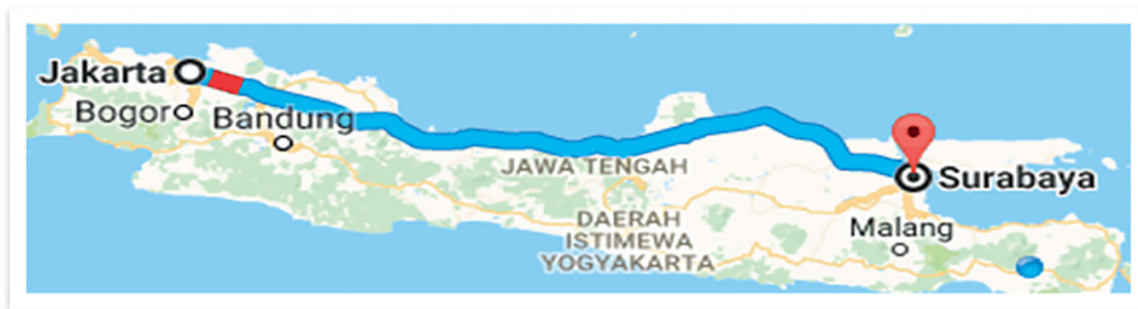 Jakarta
Bogor
Bandung
JAWA TENGAH
Surabaya
DAERAH
ISTIMEWA
YOGYAKARTA
Malang